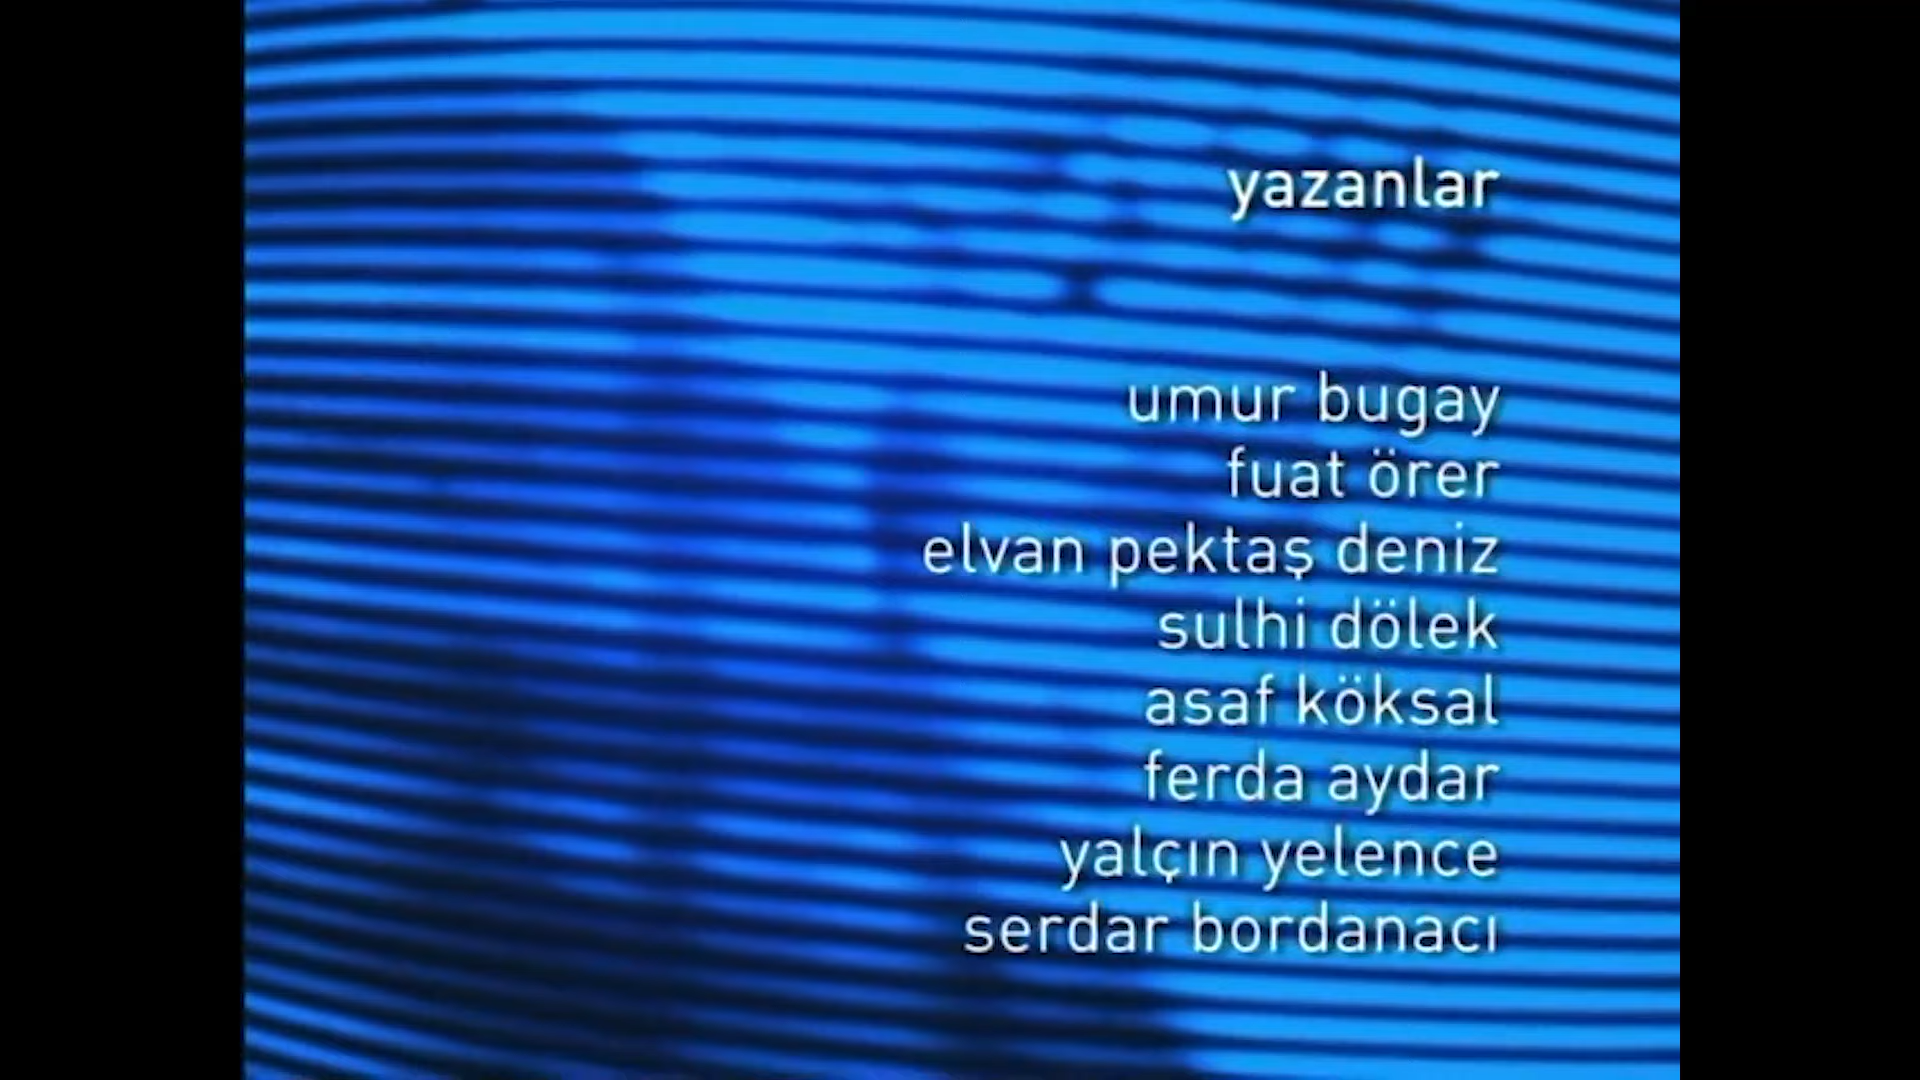 yazanlar
umur bugay
fuat örer
elvan pektaş deniz
sulhi dölek
asaf köksal
ferda aydar
yalçın yelence
serdar bordanacı